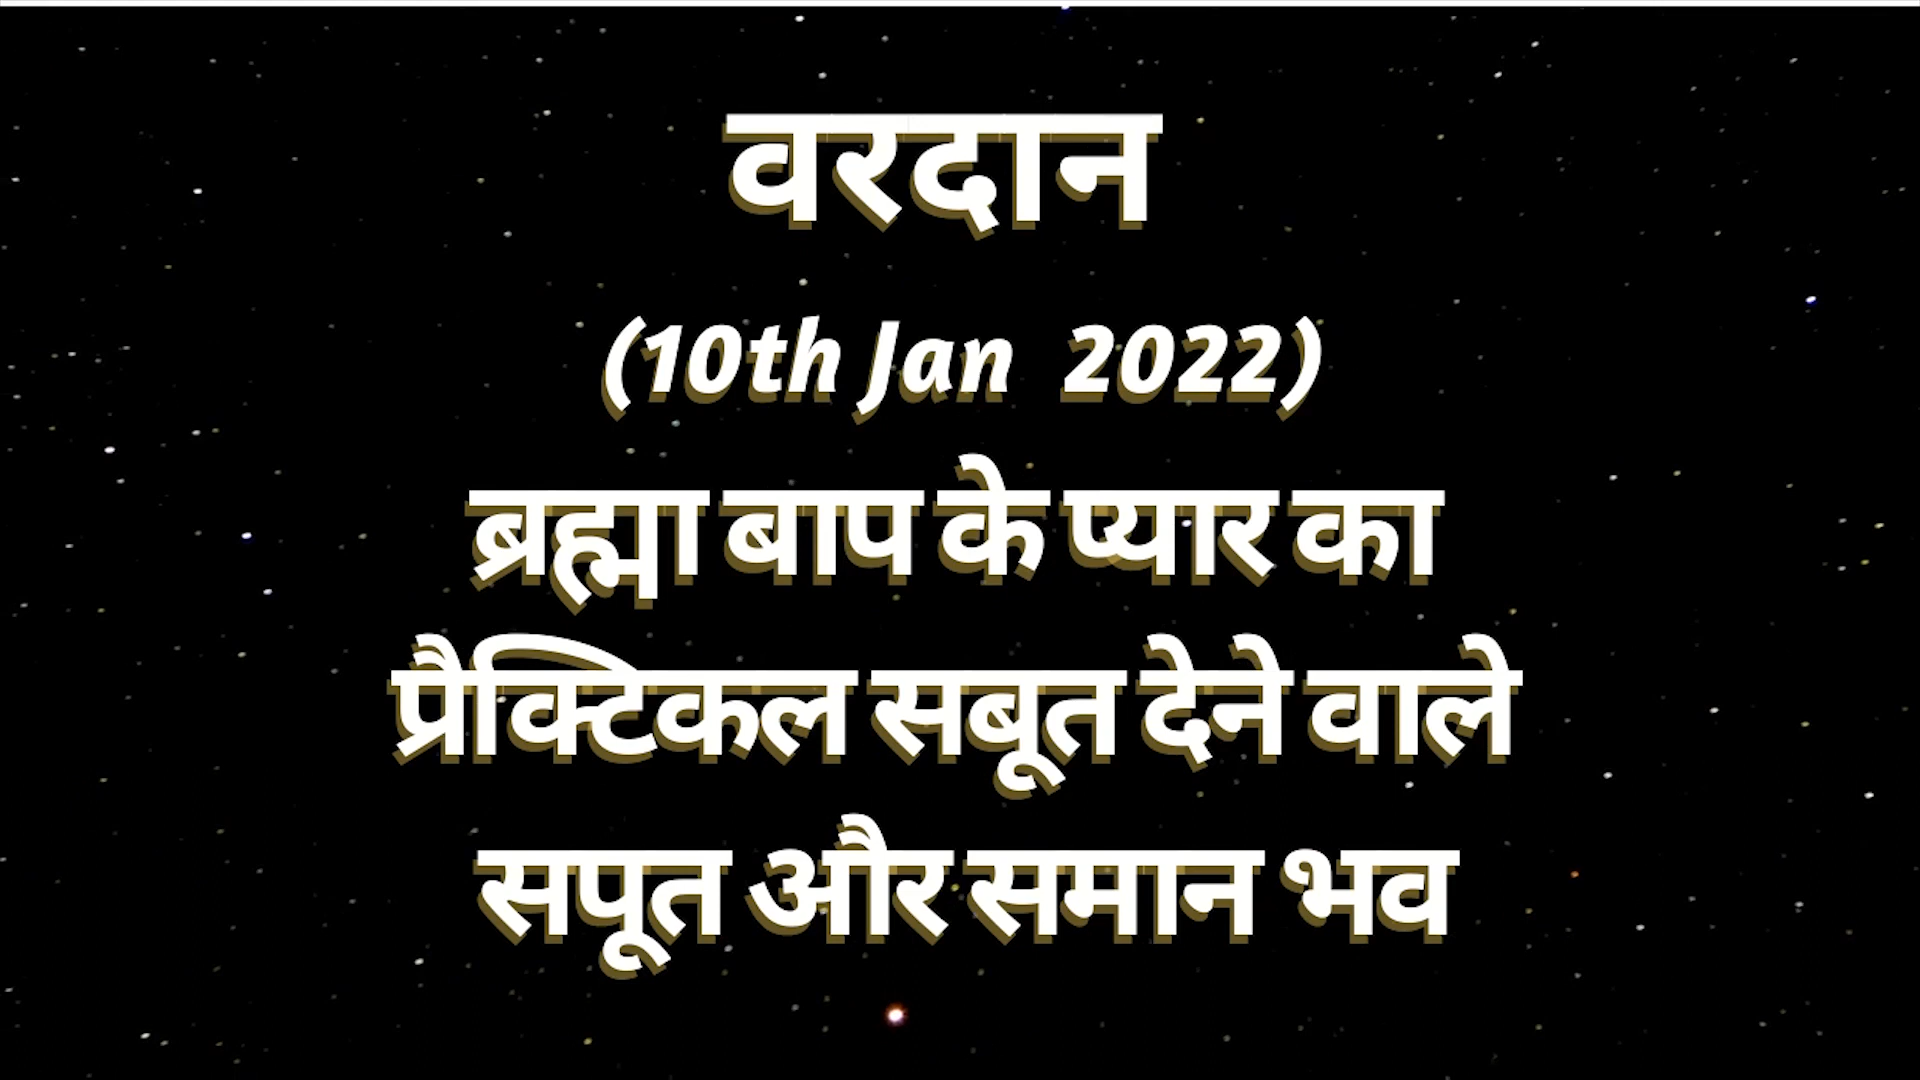 वरदान
(10th Jan 2022)
ब्रह्मा बाप के प्यार का
प्रैक्टिकल सबूत देने वाले
सपूत और समान भव